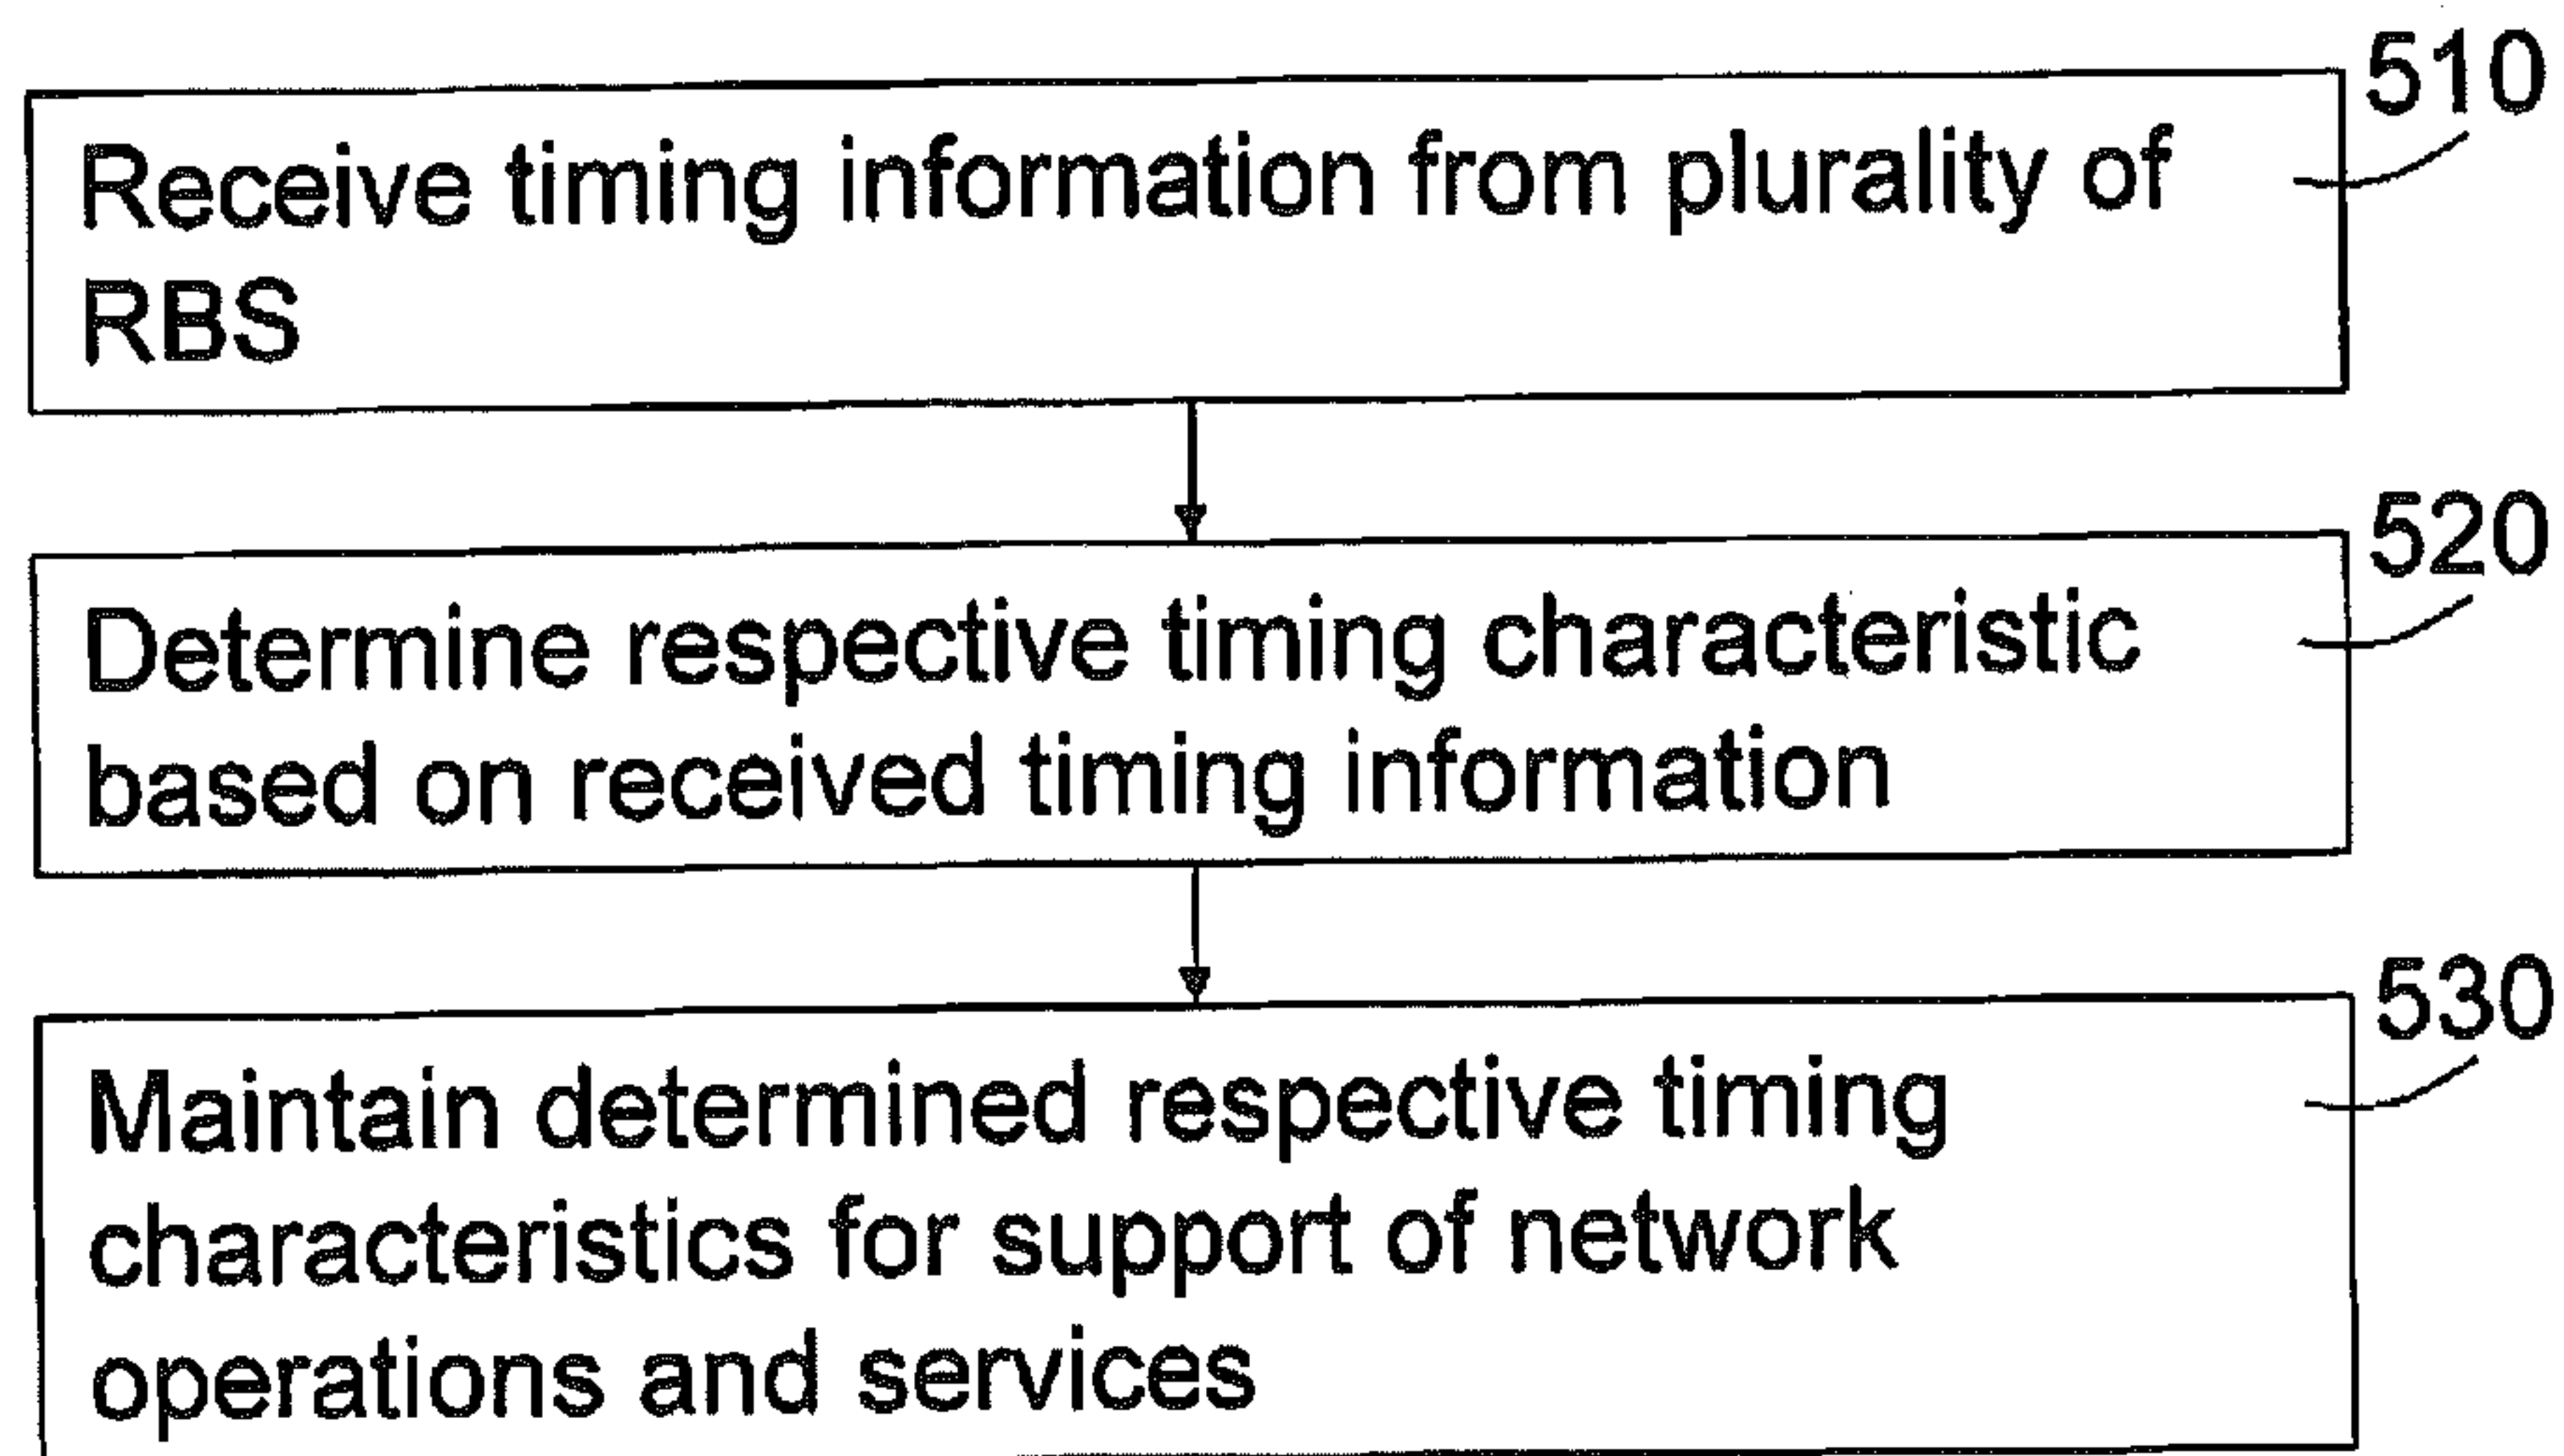 510
Receive timing information from plurality of
RBS
520
Determine respective timing characteristic
based on received timing information
530
Maintain determined respective timing
characteristics for support of network
operations and services